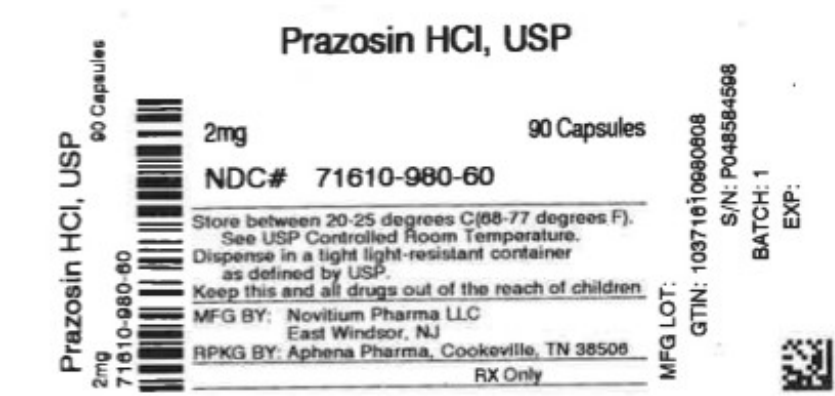 Prazosin HCl, USP
2mg 90 Capsules
NDC# 71610-980-60
Store between 20-25 degrees C(68-77 degrees F).
See USP Controlled Room Temperature.
Dispense in a tight light-resistant container
as defined by USP.
Keep this and all drugs out of the reach of children
MFG BY: Novitium Pharma LLC
East Windsor, NJ
RPKG BY: Aphena Pharma, Cookeville, TN 38506
RX Only
Prazosin HCl, USP
2mg 90 Capsules
71610-980-60
MFG LOT:
GTIN: 10371610980608
S/N: P048584598
BATCH: 1
EXP: